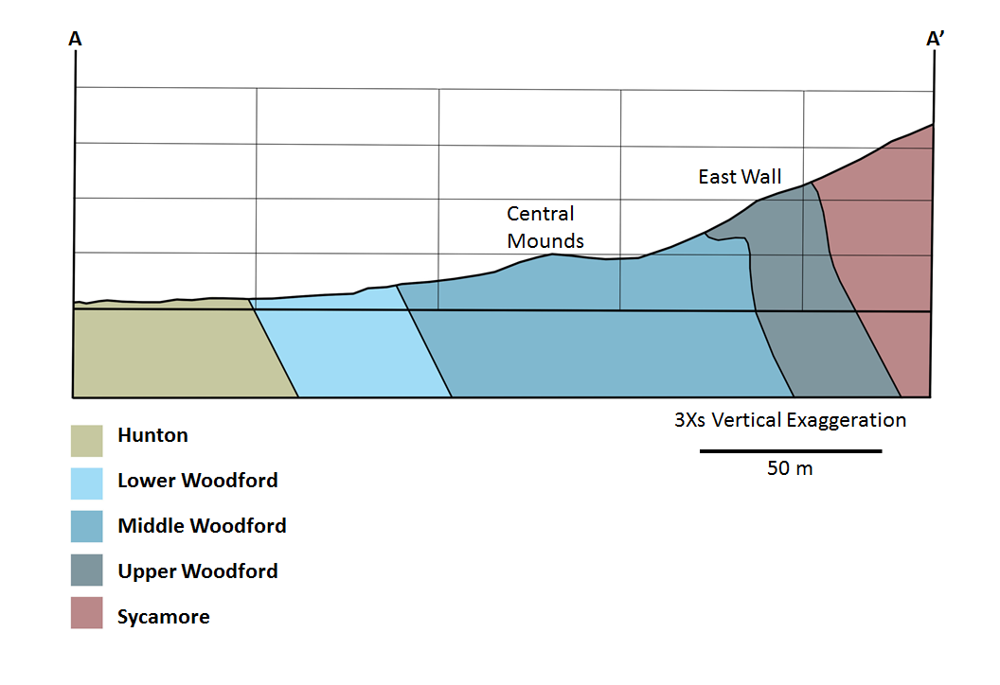 A
A’
East Wall
Central
Mounds
3Xs Vertical Exaggeration
50 m
Hunton
Lower Woodford
Middle Woodford
Upper Woodford
Sycamore